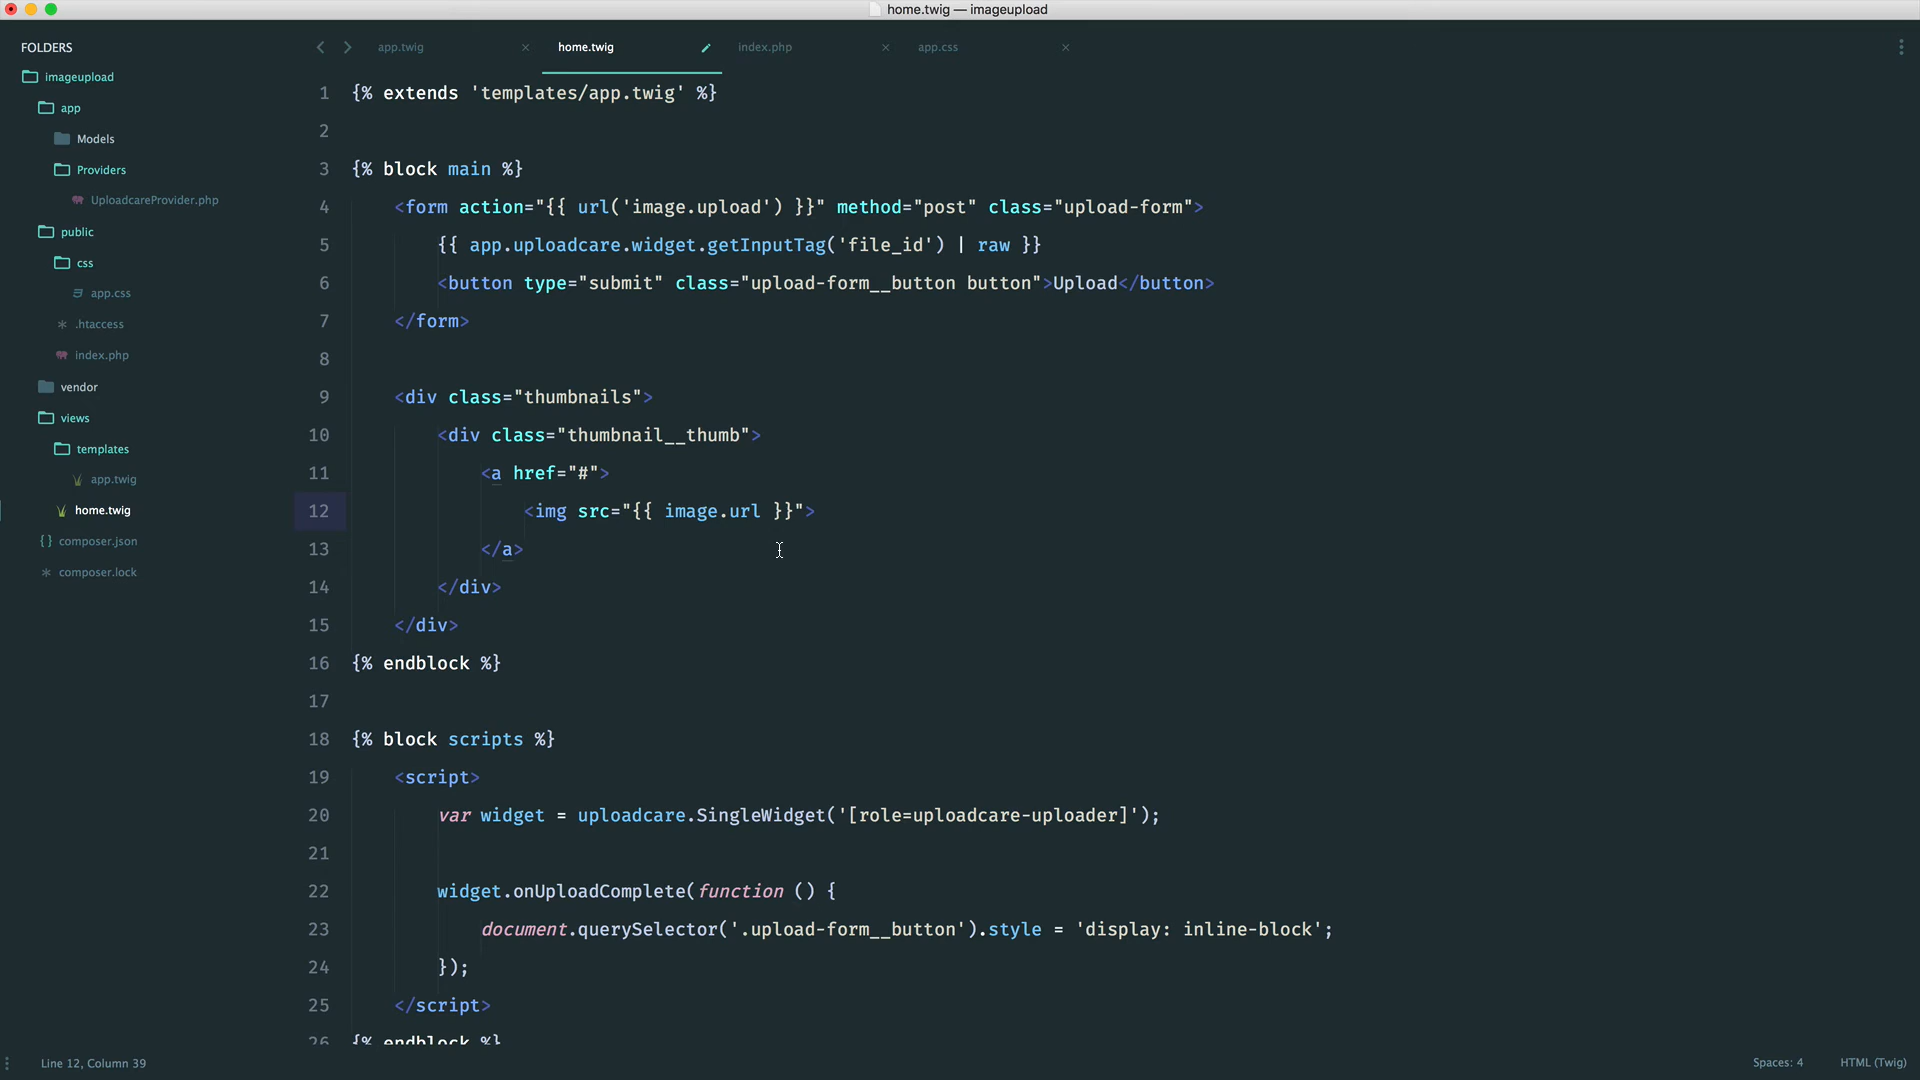 home.twig — imageupload
FOLDERS
imageupload
app
Models
Providers
UploadcareProvider.php
public
css
app.css
.htaccess
index.php
vendor
views
templates
app.twig
home.twig
composer.json
composer.lock
app.twig
home.twig
index.php
app.css
1 {% extends 'templates/app.twig' %}
2
3 {% block main %}
4 <form action="{{ url('image.upload') }}" method="post" class="upload-form">
5 {{ app.uploadcare.widget.getInputTag('file_id') | raw }}
6 <button type="submit" class="upload-form__button button">Upload</button>
7 </form>
8
9 <div class="thumbnails">
10 <div class="thumbnail__thumb">
11 <a href="#">
12 <img src="{{ image.url }}">
13 </a>
14 </div>
15 </div>
16 {% endblock %}
17
18 {% block scripts %}
19 <script>
20 var widget = uploadcare.SingleWidget('[role=uploadcare-uploader]');
21
22 widget.onUploadComplete(function () {
23 document.querySelector('.upload-form__button').style = 'display: inline-block';
24 });
25 </script>
26 {% endblock %}
Line 12, Column 39
Spaces: 4
HTML (Twig)